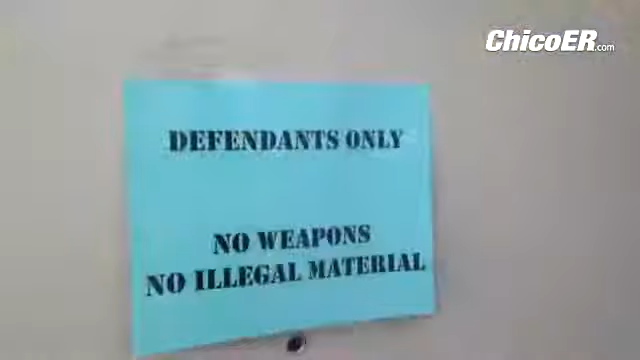 ChicoER.com
DEFENDANTS ONLY
NO WEAPONS
NO ILLEGAL MATERIAL